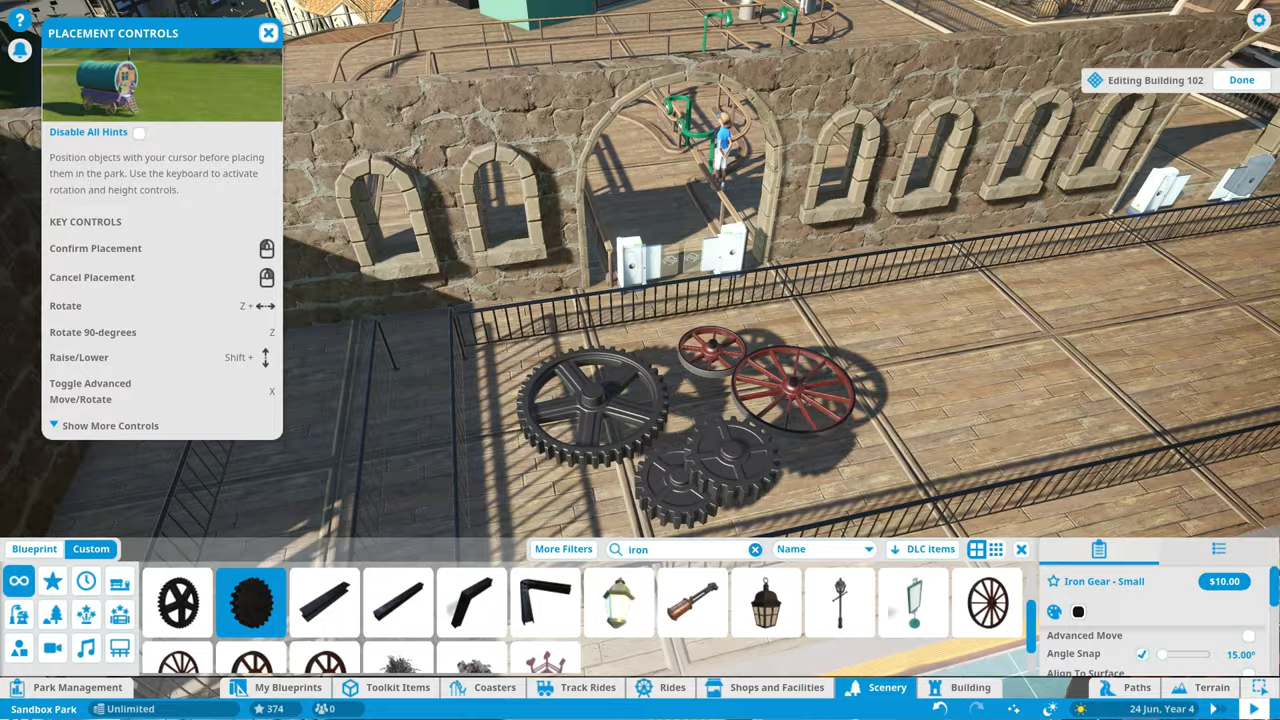 ?
PLACEMENT CONTROLS
Disable All Hints
Position objects with your cursor before placing
them in the park. Use the keyboard to activate
rotation and height controls.
KEY CONTROLS
Confirm Placement
Cancel Placement
Rotate Z +
Rotate 90-degrees Z
Raise/Lower Shift +
Toggle Advanced
Move/Rotate X
Show More Controls
Editing Building 102 Done
Blueprint Custom More Filters iron Name DLC items
Iron Gear - Small $10.00
Advanced Move
Angle Snap 15.00°
Align To Surface
Park Management My Blueprints Toolkit Items Coasters Track Rides Rides Shops and Facilities Scenery Building Paths Terrain
Sandbox Park Unlimited 374 0 24 Jun, Year 4